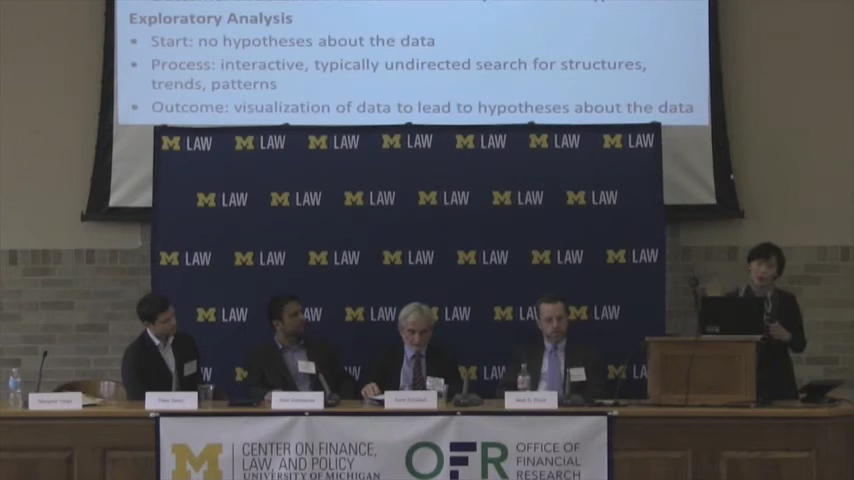 Exploratory Analysis
• Start: no hypotheses about the data
• Process: interactive, typically undirected search for structures,
trends, patterns
• Outcome: visualization of data to lead to hypotheses about the data
M LAW M LAW M LAW M LAW M LAW M LAW M LAW
M LAW M LAW M LAW M LAW M LAW M LAW
M LAW M LAW M LAW M LAW M LAW M LAW M LAW
M LAW LAW M LAW M LAW M LAW M LAW
M LAW
M CENTER ON FINANCE,
LAW, AND POLICY
UNIVERSITY OF MICHIGAN
OFR OFFICE OF
FINANCIAL
RESEARCH